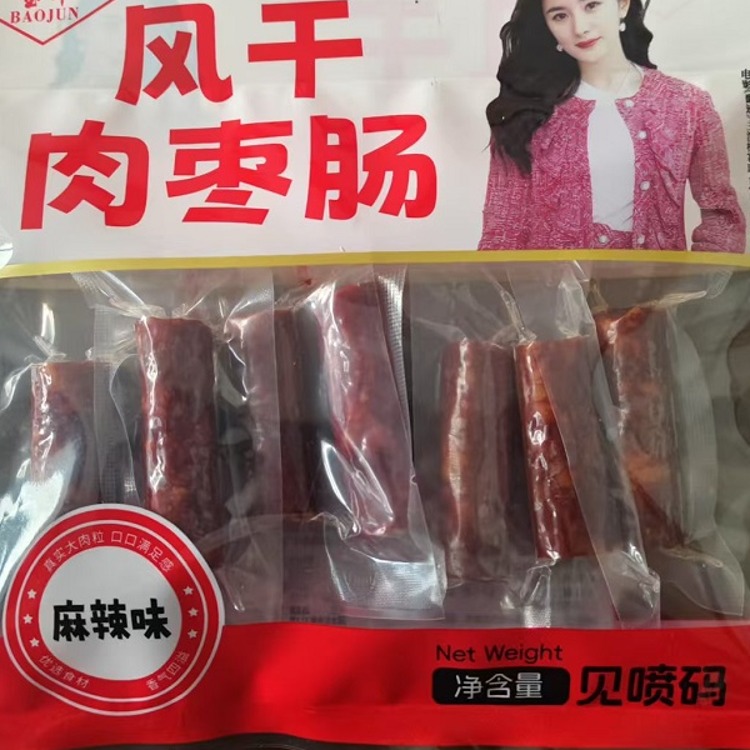 BAOJUN
风干
肉枣肠
真实大肉粒 口口满足感
麻辣味
优选食材
香气四溢
Net Weight
净含量 见喷码